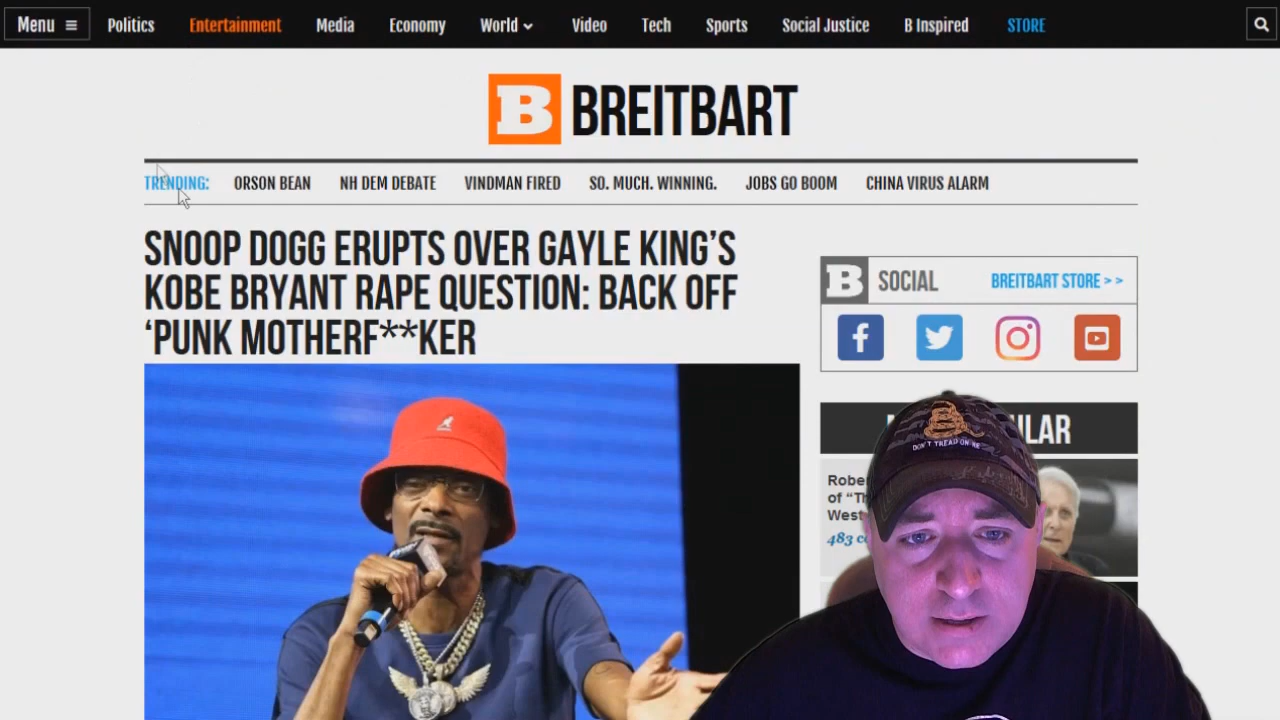 Menu Politics Entertainment Media Economy World Video Tech Sports Social Justice B Inspired STORE
B BREITBART
TRENDING: ORSON BEAN NH DEM DEBATE VINDMAN FIRED SO. MUCH. WINNING. JOBS GO BOOM CHINA VIRUS ALARM
SNOOP DOGG ERUPTS OVER GAYLE KING'S
KOBE BRYANT RAPE QUESTION: BACK OFF
‘PUNK MOTHERF**KER
B SOCIAL BREITBART STORE > >
DON'T TREAD ON ME
of “Th
West
483